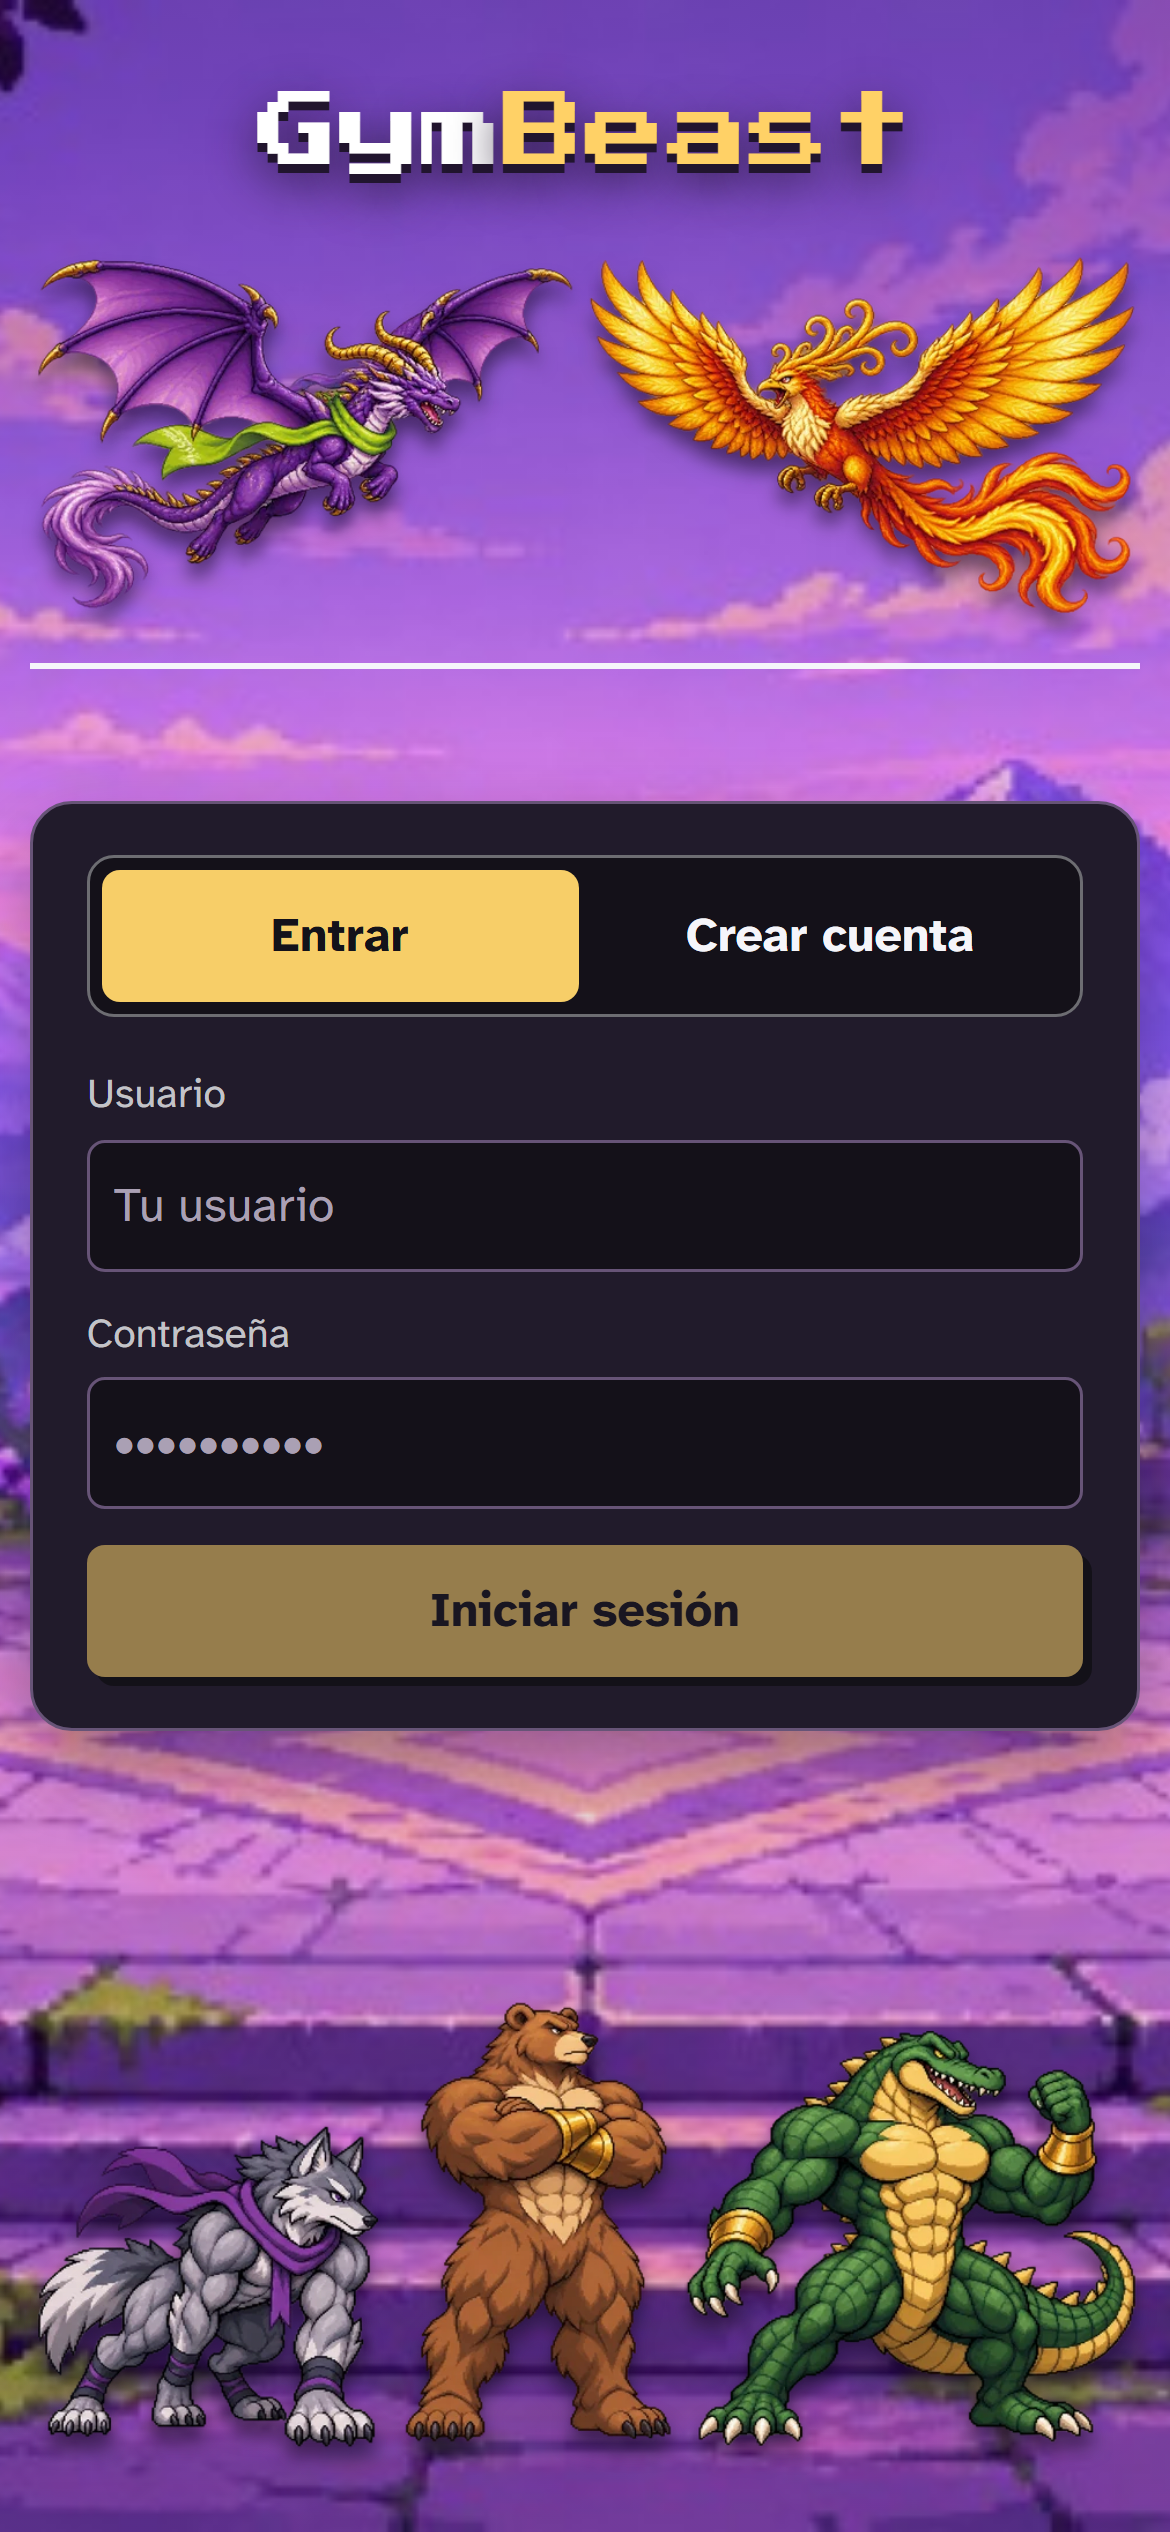 GymBeast
Entrar
Crear cuenta
Usuario
Tu usuario
Contraseña
••••••••••
Iniciar sesión